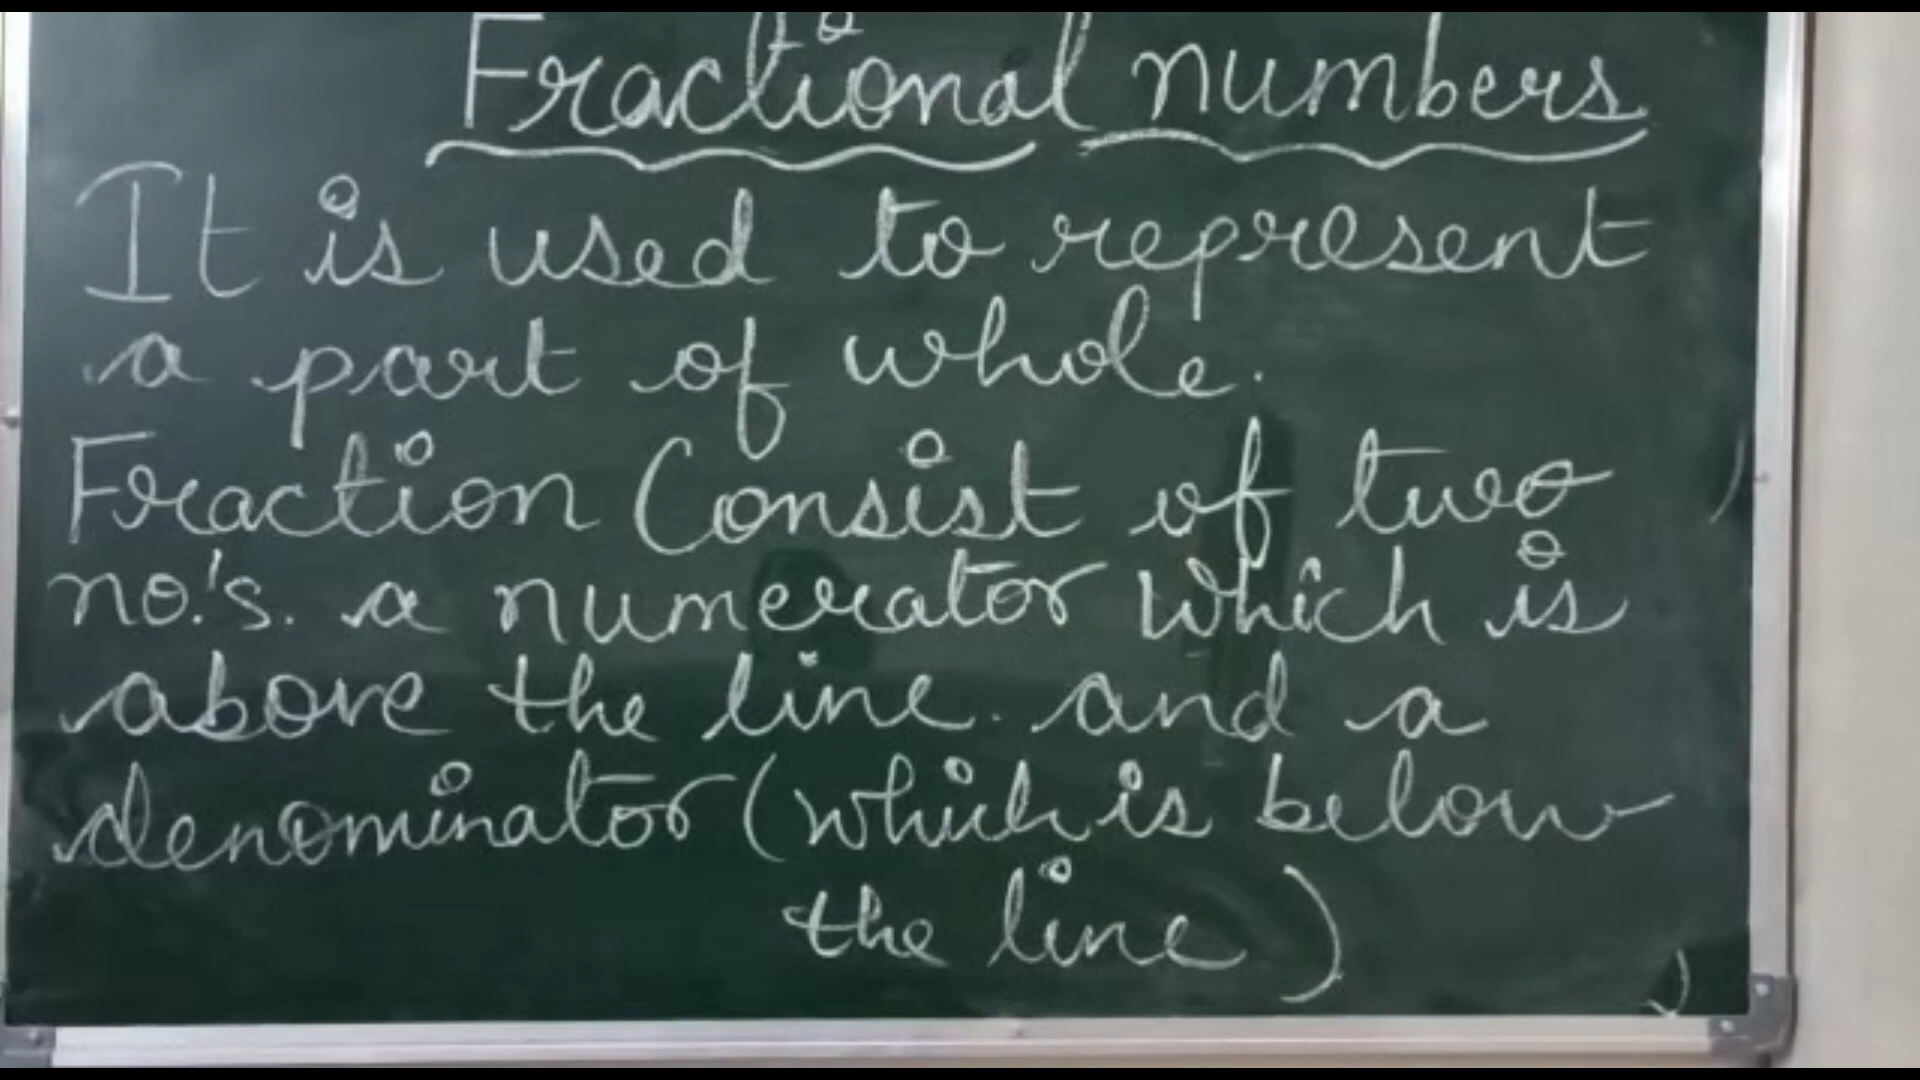 Fractional numbers
It is used to represent
a part of whole.
Fraction Consist of two
no.'s. a numerator which is
above the line. and a
denominator (which is below
the line)